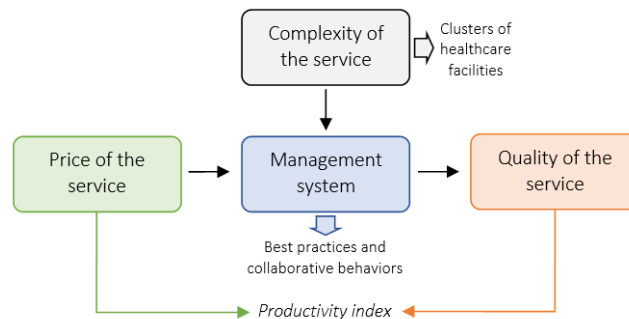 Complexity of
the service
Clusters of
healthcare
facilities
Price of the
service
Management
system
Quality of the
service
Best practices and
collaborative behaviors
Productivity index